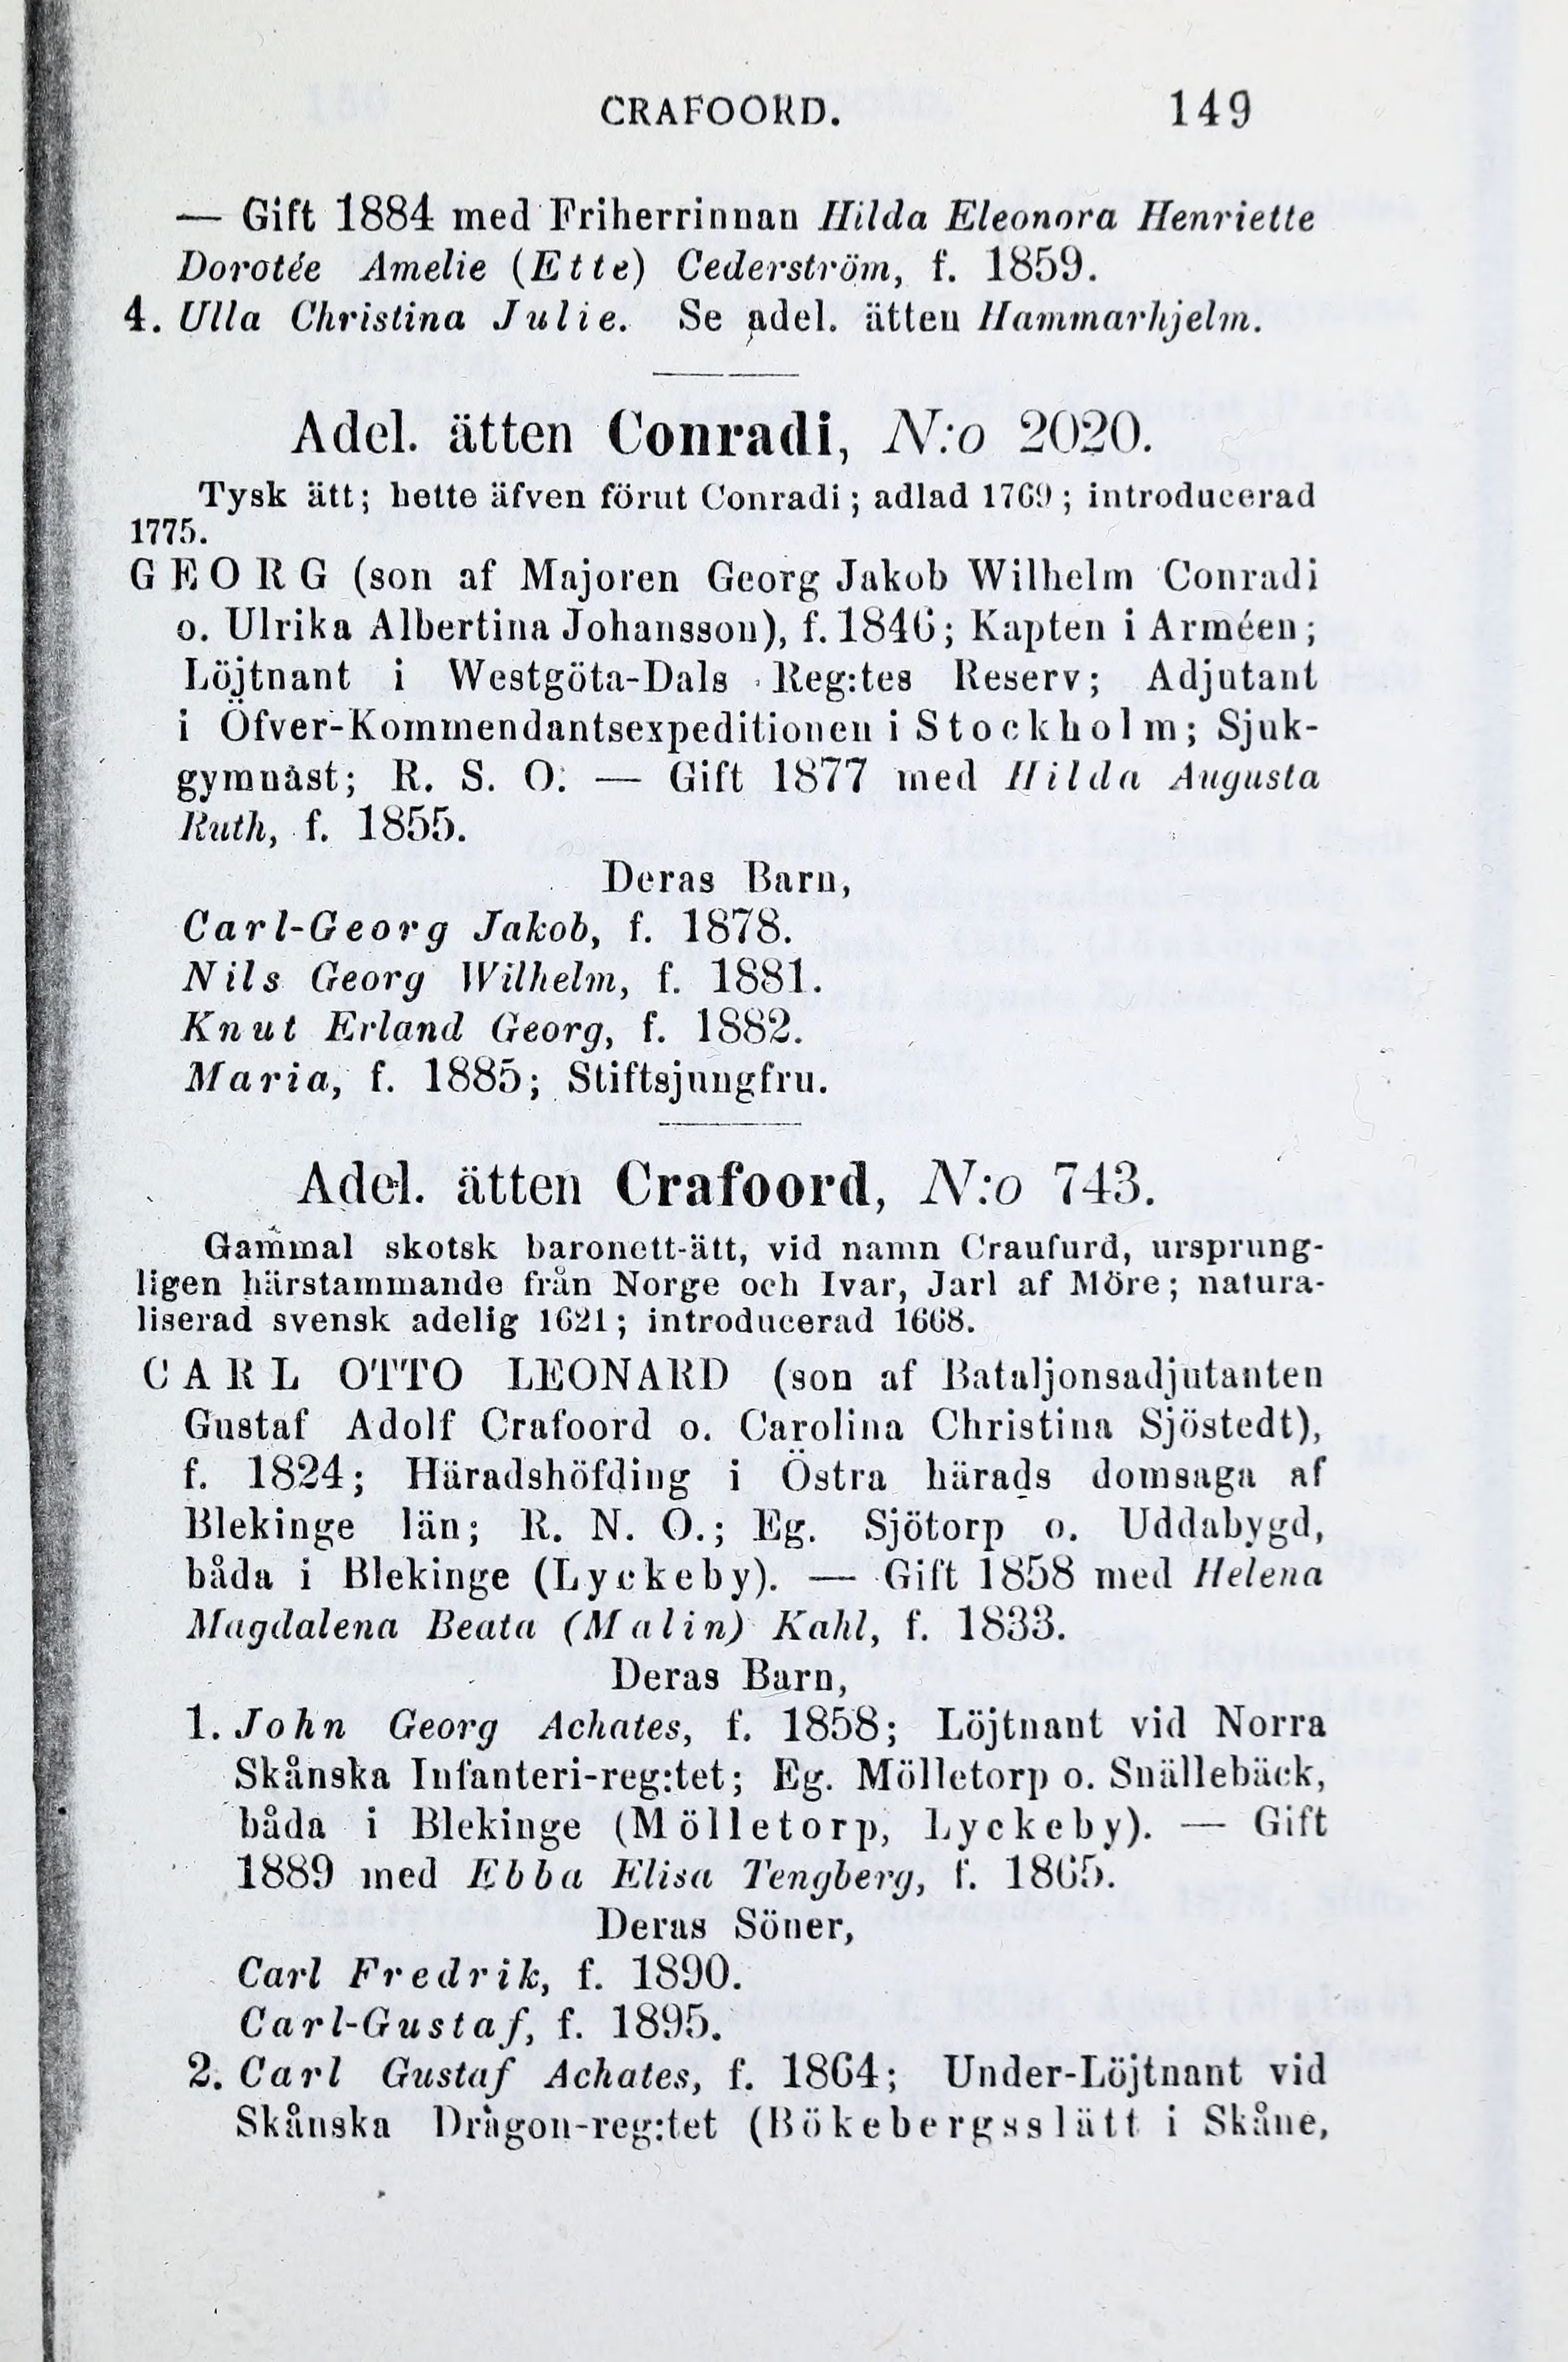 CRAFOORD. 149
— Gift 1884 med Friherrinnan Hilda Eleonora Henriette
Dorotée Amelie (Ette) Cederström, f. 1859.
4. Ulla Christina Julie. Se adel. ätten Hammarhjelm.
Adel. ätten Conradi, N:o 2020.
Tysk ätt; hette äfven förut Conradi; adlad 1769; introducerad
1775.
GEORG (son af Majoren Georg Jakob Wilhelm Conradi
o. Ulrika Albertina Johansson), f. 1846; Kapten i Arméen;
Löjtnant i Westgöta-Dals Reg:tes Reserv; Adjutant
i Öfver-Kommendantsexpeditionen i Stockholm; Sjuk-
gymnast; R. S. O. — Gift 1877 med Hilda Augusta
Ruth, f. 1855.
Deras Barn,
Carl-Georg Jakob, f. 1878.
Nils Georg Wilhelm, f. 1881.
Knut Erland Georg, f. 1882.
Maria, f. 1885; Stiftsjungfru.
Adel. ätten Crafoord, N:o 743.
Gammal skotsk baronett-ätt, vid namn Craufurd, ursprung-
ligen härstammande från Norge och Ivar, Jarl af Möre; natura-
liserad svensk adelig 1621; introducerad 1668.
CARL OTTO LEONARD (son af Bataljonsadjutanten
Gustaf Adolf Crafoord o. Carolina Christina Sjöstedt),
f. 1824; Häradshöfding i Östra härads domsaga af
Blekinge län; R. N. O.; Eg. Sjötorp o. Uddabygd,
båda i Blekinge (Lyckeby). — Gift 1858 med Helena
Magdalena Beata (Malin) Kahl, f. 1833.
Deras Barn,
1. John Georg Achates, f. 1858; Löjtnant vid Norra
Skånska Infanteri-reg:tet; Eg. Mölletorp o. Snällebäck,
båda i Blekinge (Mölletorp, Lyckeby). — Gift
1889 med Ebba Elisa Tengberg, f. 1865.
Deras Söner,
Carl Fredrik, f. 1890.
Carl-Gustaf, f. 1895.
2. Carl Gustaf Achates, f. 1864; Under-Löjtnant vid
Skånska Dragon-reg:tet (Bökebergsslätt i Skåne,